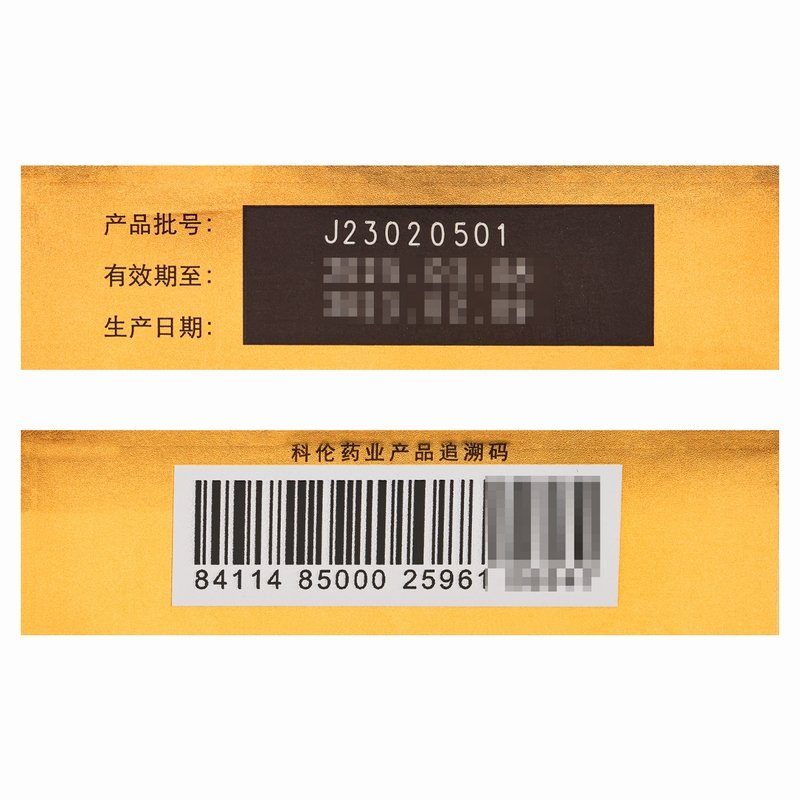 产品批号： J23020501
有效期至：
生产日期：
科伦药业产品追溯码
84114 85000 25961